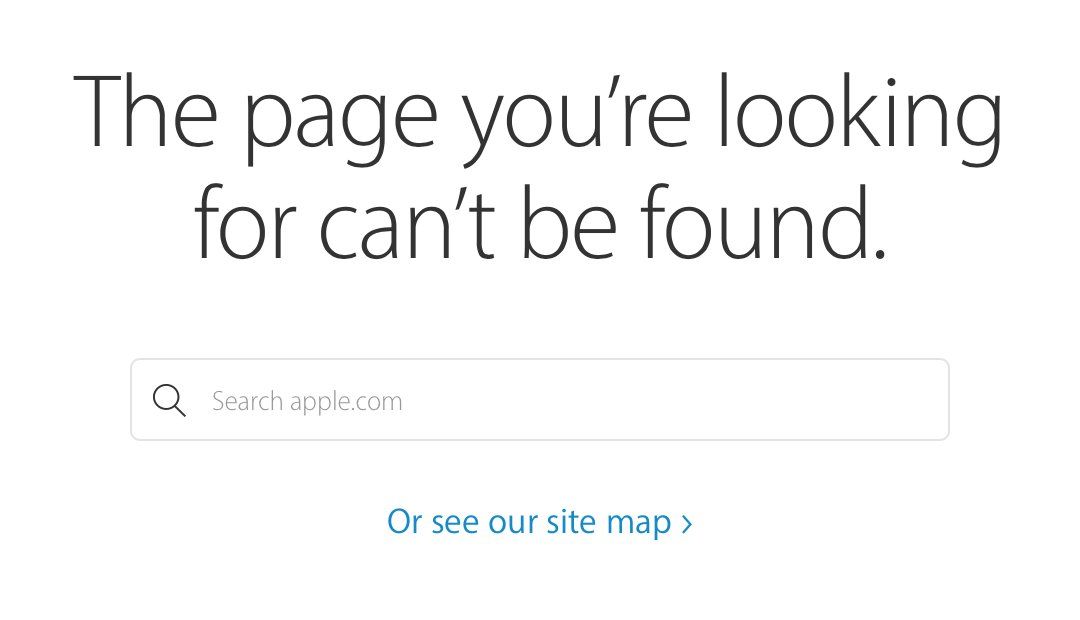 The page you’re looking
for can’t be found.
Search apple.com
Or see our site map ›